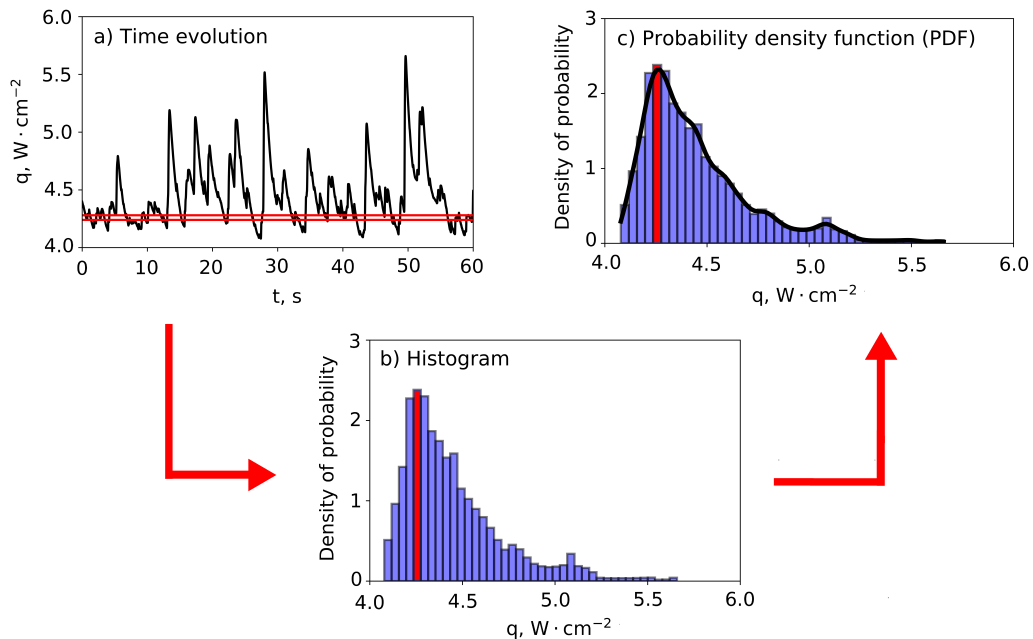 a) Time evolution
q, W · cm⁻²
6.0
5.5
5.0
4.5
4.0
0 10 20 30 40 50 60
t, s
c) Probability density function (PDF)
Density of probability
3
2
1
0
4.0 4.5 5.0 5.5 6.0
q, W · cm⁻²
b) Histogram
Density of probability
3
2
1
0
4.0 4.5 5.0 5.5 6.0
q, W · cm⁻²